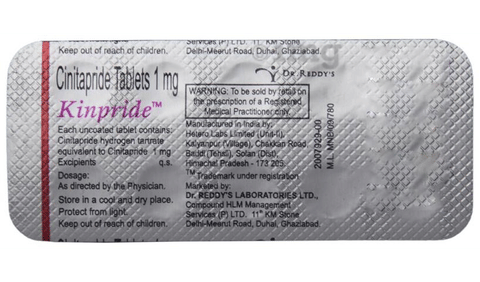 Services (P) LTD. 11th KM Stone
Keep out of reach of children.
Delhi-Meerut Road, Duhai, Ghaziabad.
Cinitapride Tablets 1 mg
Kinpride™
Each uncoated tablet contains:
Cinitapride hydrogen tartrate
equivalent to Cinitapride 1 mg
Excipients q.s.
Dosage:
As directed by the Physician.
Store in a cool and dry place.
Protect from light.
Keep out of reach of children.
DR. REDDY'S
WARNING: To be sold by retail on
the prescription of a Registered
Medical Practitioner only.
Manufactured in India by,
Hetero Labs Limited (Unit-II),
Kalyanpur (Village), Chakkan Road,
Baddi (Tehsil), Solan (Dist),
Himachal Pradesh - 173 205.
™Trademark under registration
Marketed by:
Dr. REDDY'S LABORATORIES LTD.,
Compound HLM Management
Services (P) LTD. 11th KM Stone
Delhi-Meerut Road, Duhai, Ghaziabad.
M.L. MNB/09/780
Cinitapride Tablets 1 mg